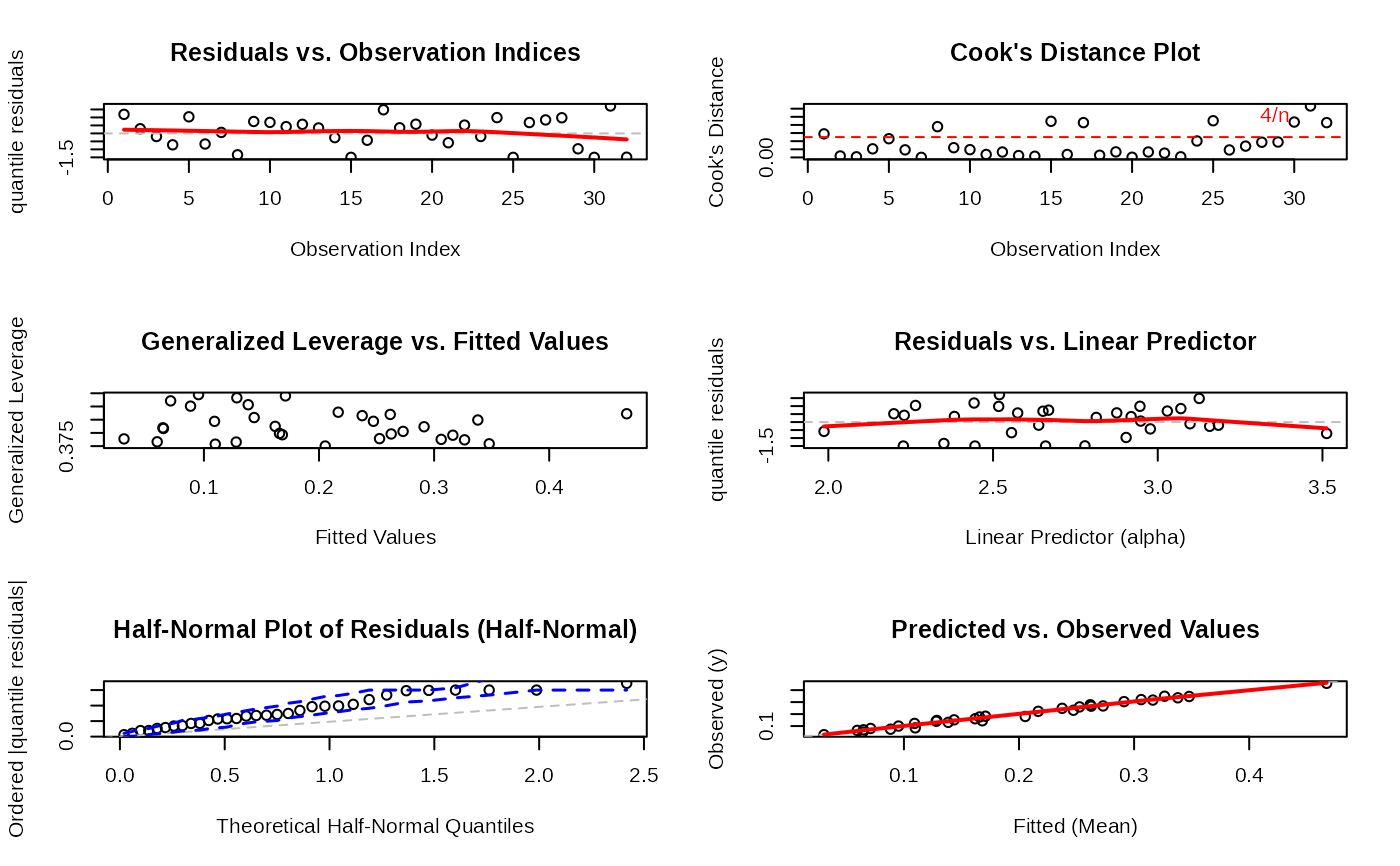 Residuals vs. Observation Indices
quantile residuals
-1.5
0 5 10 15 20 25 30
Observation Index
Cook's Distance Plot
Cook's Distance
0.00
4/n
0 5 10 15 20 25 30
Observation Index
Generalized Leverage vs. Fitted Values
Generalized Leverage
0.375
0.1 0.2 0.3 0.4
Fitted Values
Residuals vs. Linear Predictor
quantile residuals
-1.5
2.0 2.5 3.0 3.5
Linear Predictor (alpha)
Half-Normal Plot of Residuals (Half-Normal)
Ordered |quantile residuals|
0.0
0.0 0.5 1.0 1.5 2.0 2.5
Theoretical Half-Normal Quantiles
Predicted vs. Observed Values
Observed (y)
0.1
0.1 0.2 0.3 0.4
Fitted (Mean)